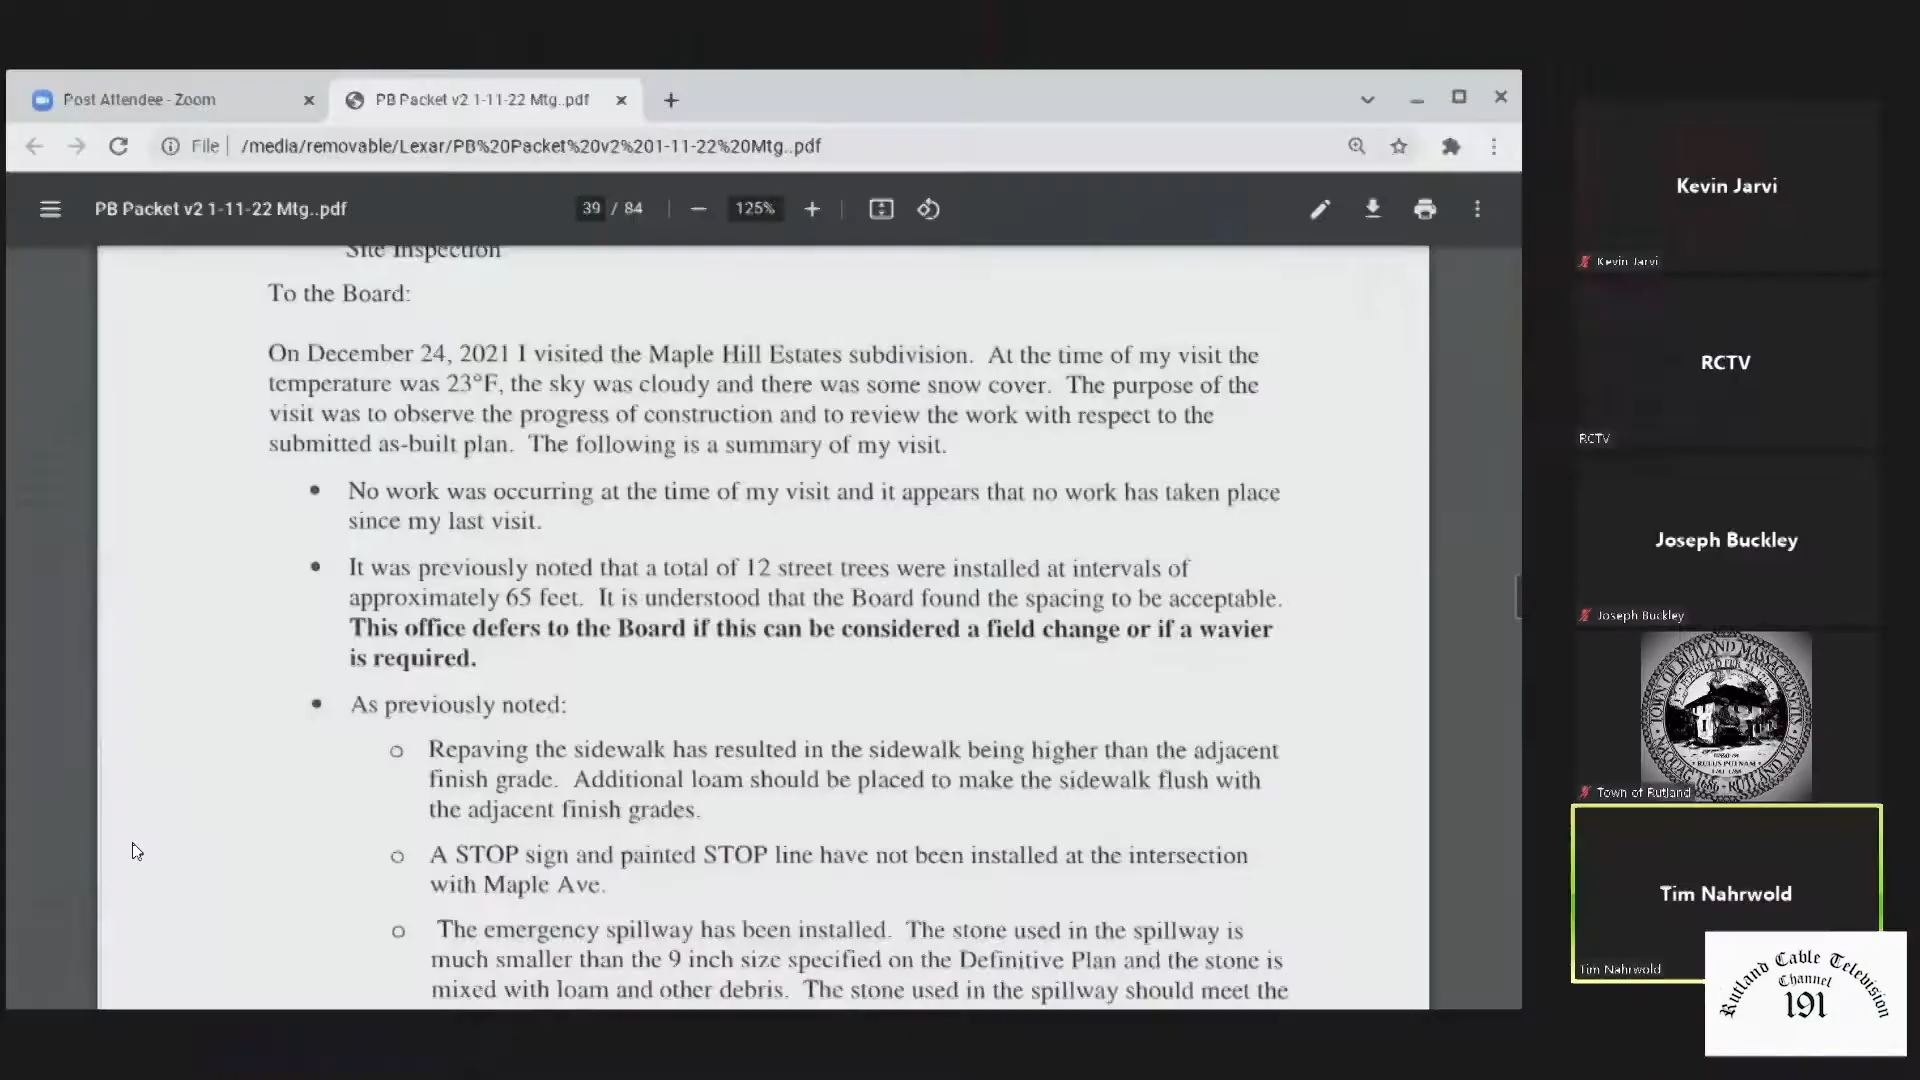 Post Attendee - Zoom
PB Packet v2 1-11-22 Mtg..pdf
File
/media/removable/Lexar/PB%20Packet%20v2%201-11-22%20Mtg..pdf
PB Packet v2 1-11-22 Mtg..pdf
39 / 84
125%
Site Inspection
To the Board:
On December 24, 2021 I visited the Maple Hill Estates subdivision. At the time of my visit the
temperature was 23°F, the sky was cloudy and there was some snow cover. The purpose of the
visit was to observe the progress of construction and to review the work with respect to the
submitted as-built plan. The following is a summary of my visit.
• No work was occurring at the time of my visit and it appears that no work has taken place
since my last visit.
• It was previously noted that a total of 12 street trees were installed at intervals of
approximately 65 feet. It is understood that the Board found the spacing to be acceptable.
This office defers to the Board if this can be considered a field change or if a wavier
is required.
• As previously noted:
o Repaving the sidewalk has resulted in the sidewalk being higher than the adjacent
finish grade. Additional loam should be placed to make the sidewalk flush with
the adjacent finish grades.
o A STOP sign and painted STOP line have not been installed at the intersection
with Maple Ave.
o The emergency spillway has been installed. The stone used in the spillway is
much smaller than the 9 inch size specified on the Definitive Plan and the stone is
mixed with loam and other debris. The stone used in the spillway should meet the
Kevin Jarvi
Kevin Jarvi
RCTV
RCTV
Joseph Buckley
Joseph Buckley
TOWN OF RUTLAND MASSACHUSETTS
RUFUS PUTNAM
Town of Rutland
Tim Nahrwold
Tim Nahrwold
Rutland Cable Television
Channel
191